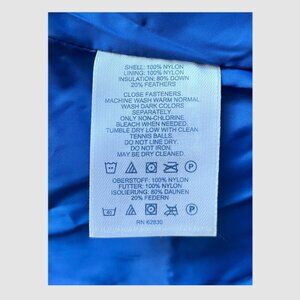 SHELL: 100% NYLON
LINING: 100% NYLON
INSULATION: 80% DOWN
20% FEATHERS
CLOSE FASTENERS
MACHINE WASH WARM NORMAL.
WASH DARK COLORS
SEPARATELY
ONLY NON-CHLORINE.
BLEACH WHEN NEEDED.
TUMBLE DRY LOW WITH CLEAN
TENNIS BALLS.
DO NOT LINE DRY.
DO NOT IRON.
MAY BE DRY CLEANED.
P
OBERSTOFF: 100% NYLON
FUTTER: 100% NYLON
ISOLIERUNG: 80% DAUNEN
20% FEDERN
40 P
RN 62830